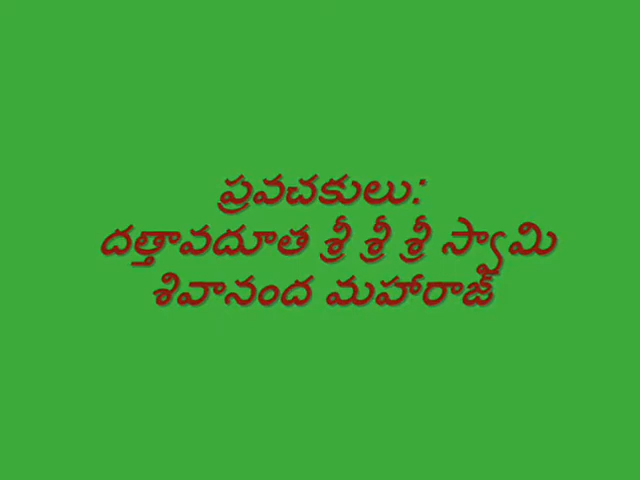 ప్రవచకులు:
దత్తావదూత శ్రీ శ్రీ శ్రీ స్వామి
శివానంద మహారాజ్